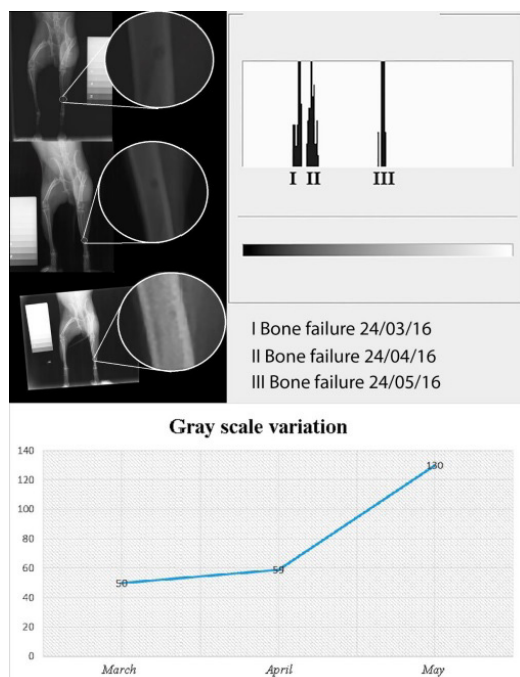 I II III
I Bone failure 24/03/16
II Bone failure 24/04/16
III Bone failure 24/05/16
Gray scale variation
140
120
100
80
60
40
20
0
50
59
130
March April May